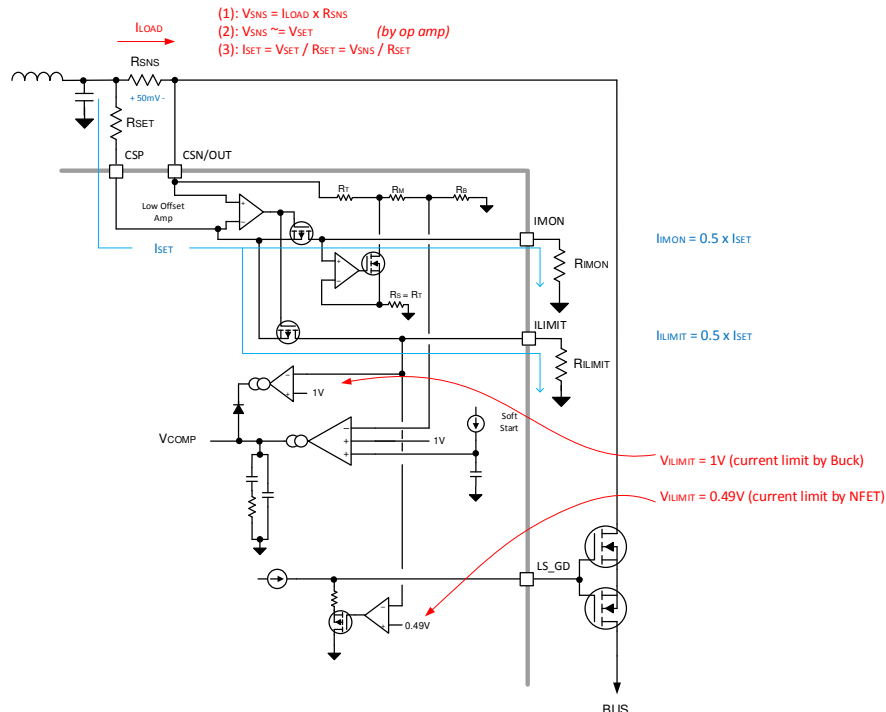 (1): VSNS = ILOAD x RSNS
(2): VSNS ~= VSET (by op amp)
(3): ISET = VSET / RSET = VSNS / RSET
ILOAD
RSNS
+ 50mV -
RSET
CSP
CSN/OUT
Low Offset
Amp
RT
RM
RB
IMON
ISET
IIMON = 0.5 x ISET
RIMON
RS = RT
ILIMIT
IILIMIT = 0.5 x ISET
RILIMIT
1V
Soft
Start
VCOMP
1V
VILIMIT = 1V (current limit by Buck)
VILIMIT = 0.49V (current limit by NFET)
LS_GD
0.49V
BUS